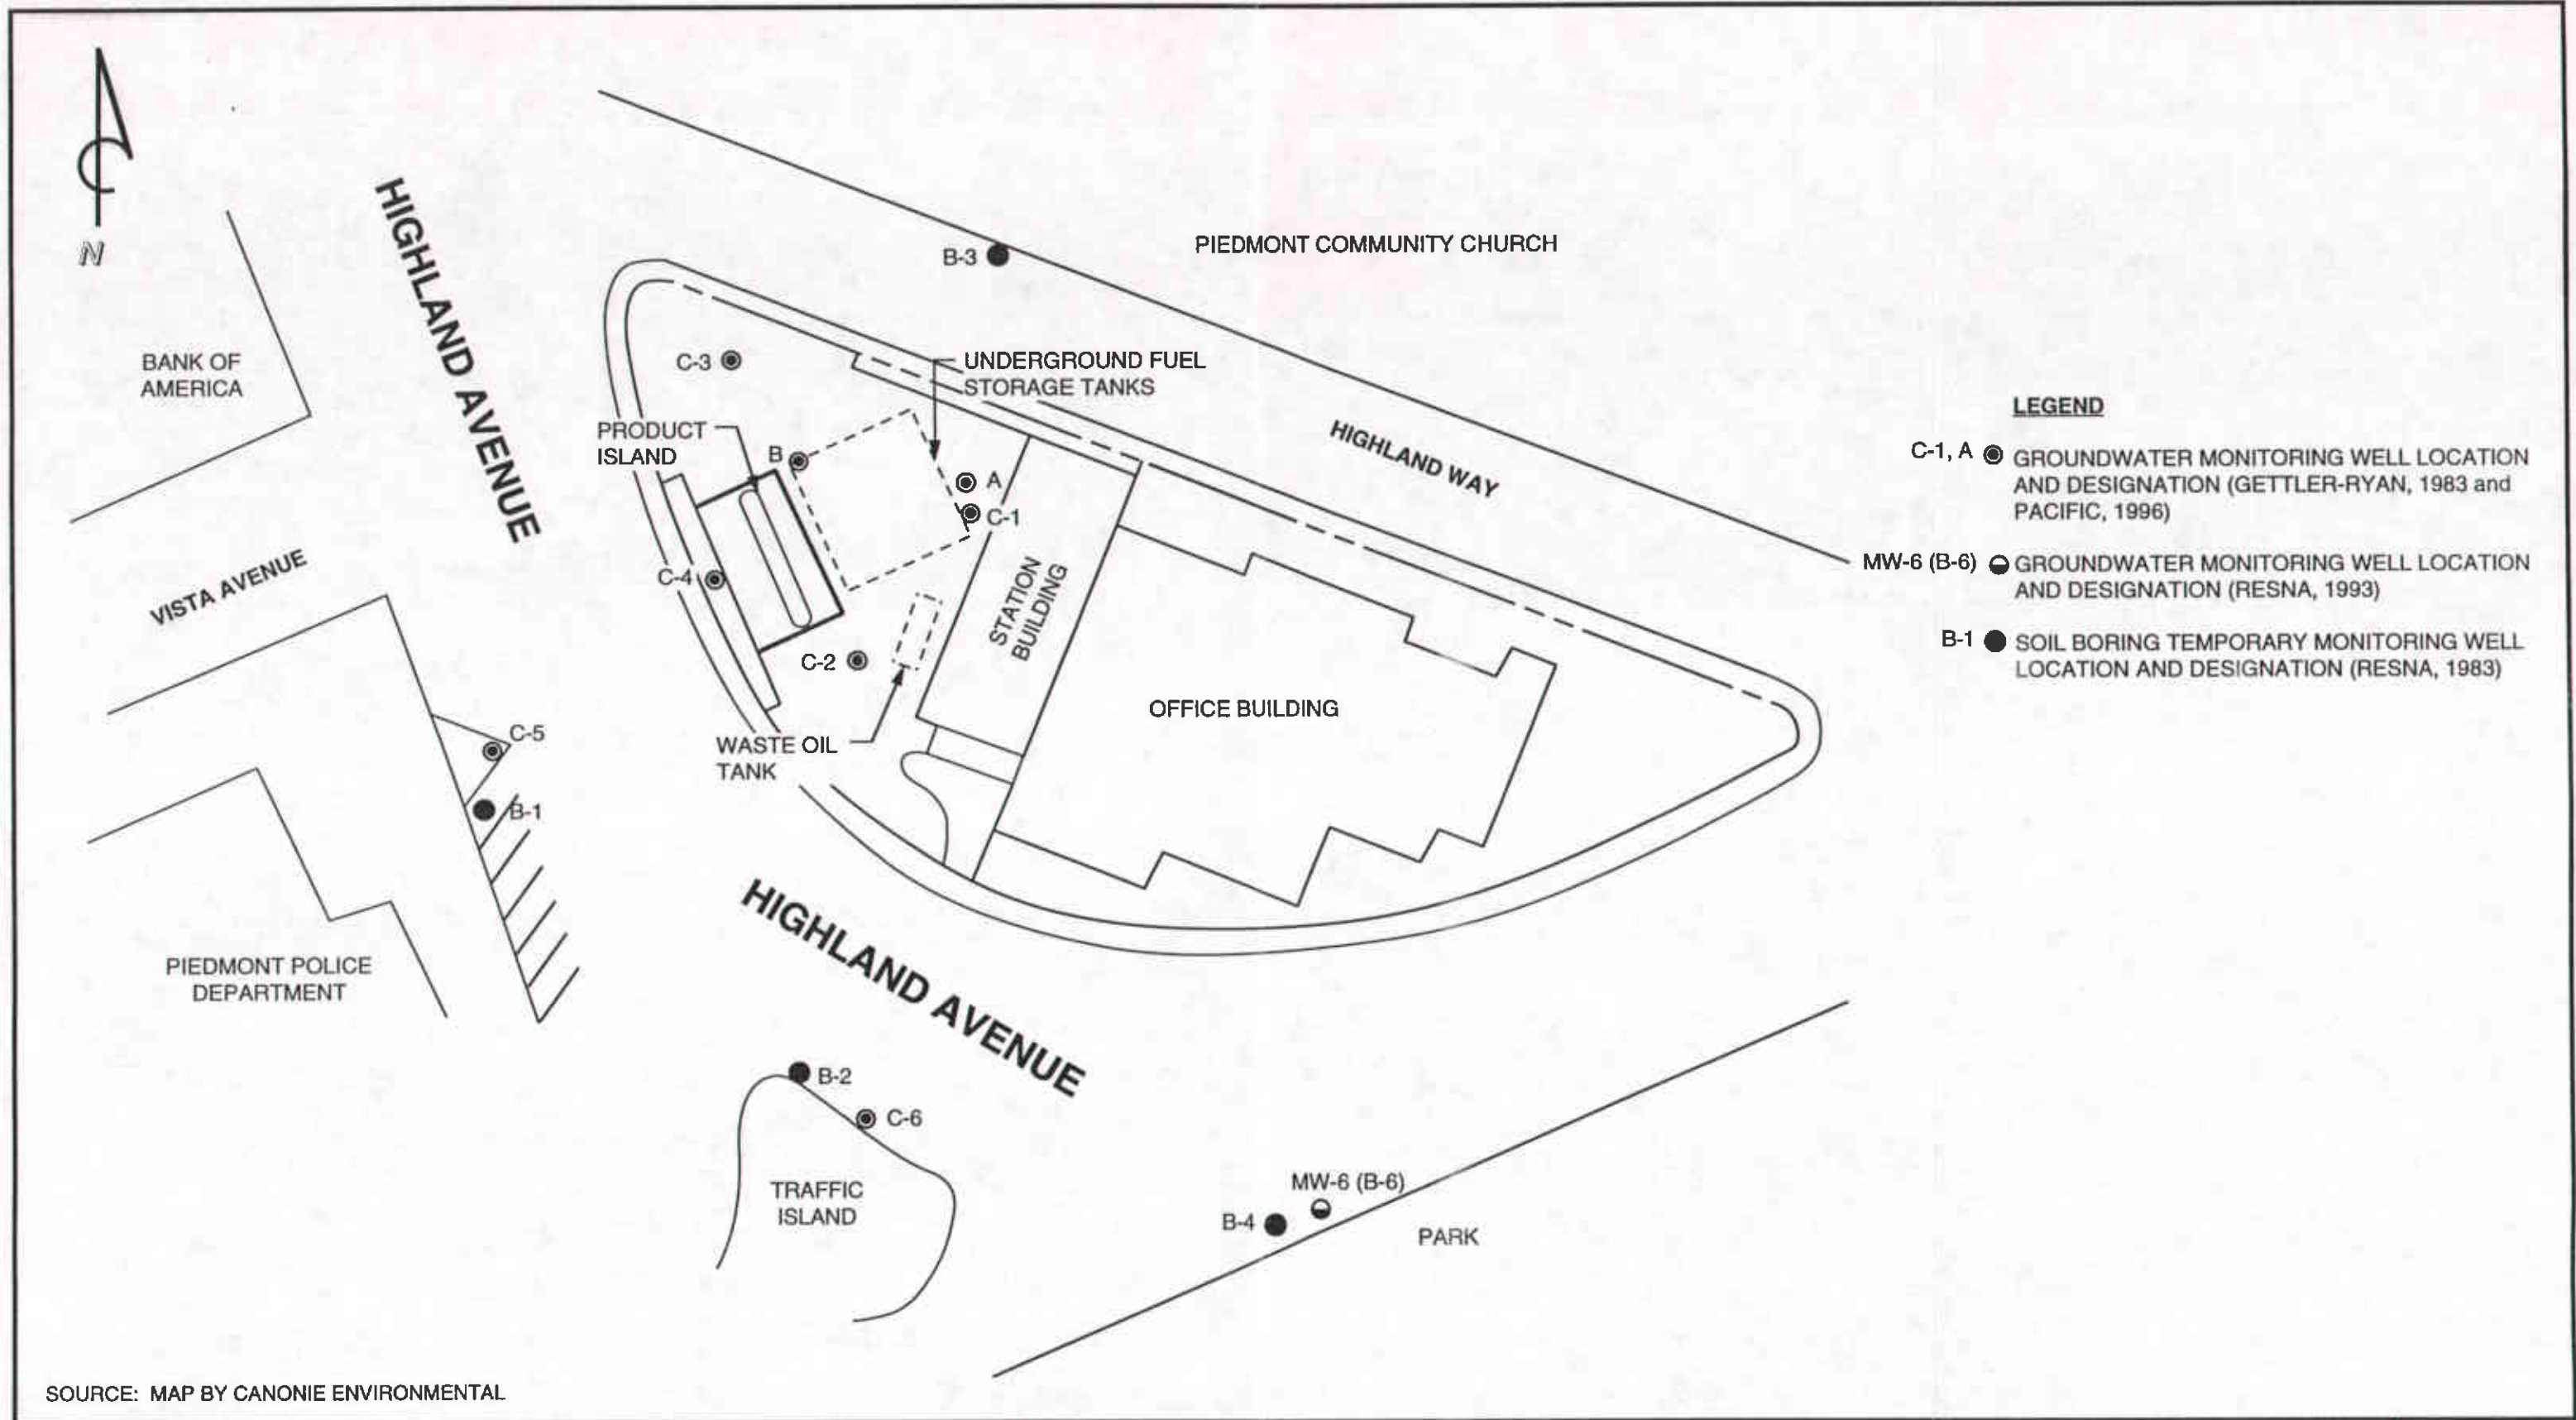 N
HIGHLAND AVENUE
BANK OF
AMERICA
VISTA AVENUE
PIEDMONT POLICE
DEPARTMENT
B-3
PIEDMONT COMMUNITY CHURCH
C-3
UNDERGROUND FUEL
STORAGE TANKS
PRODUCT
ISLAND
B
A
C-1
HIGHLAND WAY
C-4
STATION
BUILDING
C-2
OFFICE BUILDING
WASTE OIL
TANK
C-5
B-1
HIGHLAND AVENUE
B-2
C-6
TRAFFIC
ISLAND
MW-6 (B-6)
B-4
PARK
LEGEND
C-1, A GROUNDWATER MONITORING WELL LOCATION
AND DESIGNATION (GETTLER-RYAN, 1983 and
PACIFIC, 1996)
MW-6 (B-6) GROUNDWATER MONITORING WELL LOCATION
AND DESIGNATION (RESNA, 1993)
B-1 SOIL BORING TEMPORARY MONITORING WELL
LOCATION AND DESIGNATION (RESNA, 1983)
SOURCE: MAP BY CANONIE ENVIRONMENTAL